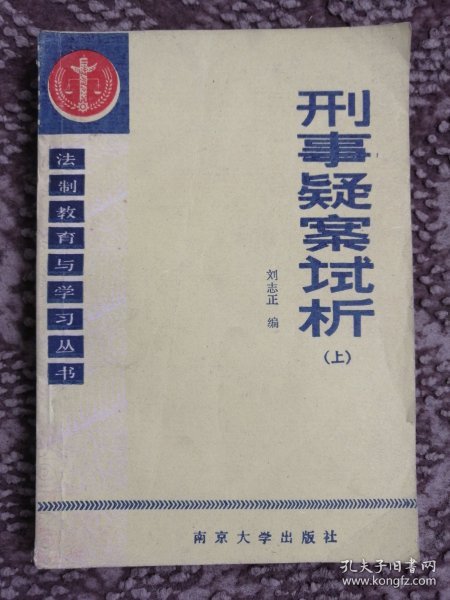 刑事疑案试析
(上)
刘志正 编
法制教育与学习丛书
南京大学出版社
孔夫子旧书网
www.kongfz.com